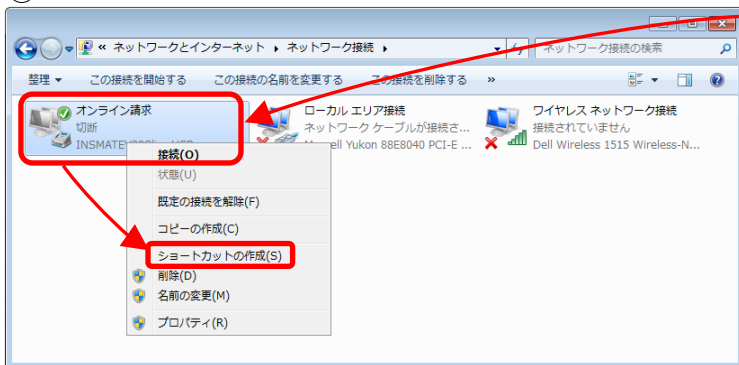 « ネットワークとインターネット ▸ ネットワーク接続 ▸
ネットワーク接続の検索
整理 ▼ この接続を開始する この接続の名前を変更する この接続を削除する »
オンライン請求
切断
ローカル エリア接続
ネットワーク ケーブルが接続さ...
88E8040 PCI-E ...
ワイヤレス ネットワーク接続
接続されていません
Dell Wireless 1515 Wireless-N...
接続(O)
状態(U)
既定の接続を解除(F)
コピーの作成(C)
ショートカットの作成(S)
削除(D)
名前の変更(M)
プロパティ(R)